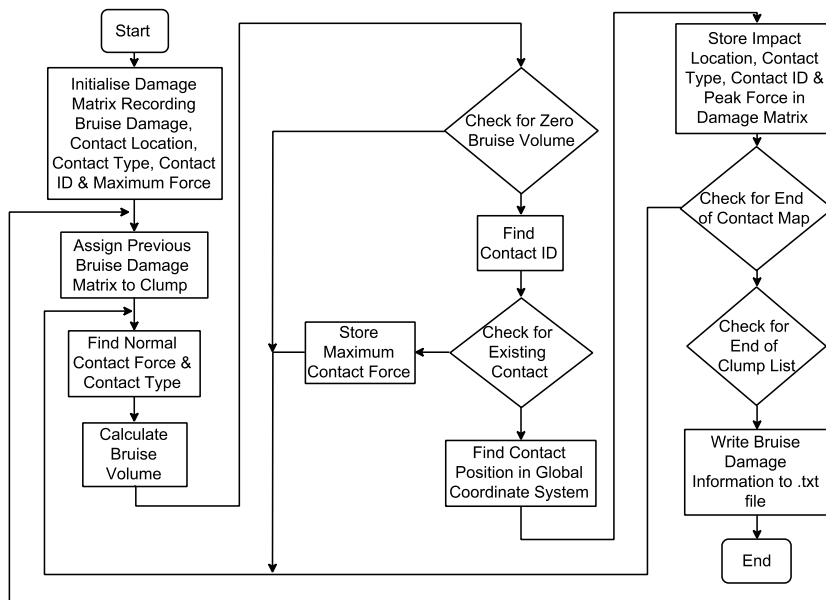 Start
Initialise Damage
Matrix Recording
Bruise Damage,
Contact Location,
Contact Type, Contact
ID & Maximum Force
Assign Previous
Bruise Damage
Matrix to Clump
Find Normal
Contact Force &
Contact Type
Calculate
Bruise
Volume
Check for Zero
Bruise Volume
Find
Contact ID
Check for
Existing
Contact
Store
Maximum
Contact Force
Find Contact
Position in Global
Coordinate System
Store Impact
Location, Contact
Type, Contact ID &
Peak Force in
Damage Matrix
Check for End
of Contact Map
Check for
End of
Clump List
Write Bruise
Damage
Information to .txt
file
End